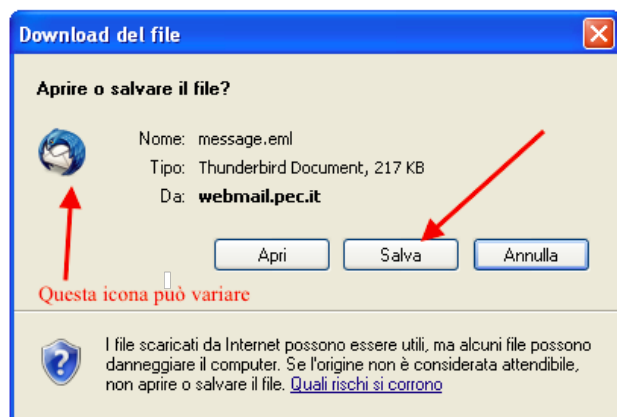 Download del file
Aprire o salvare il file?
Nome: message.eml
Tipo: Thunderbird Document, 217 KB
Da: webmail.pec.it
Apri Salva Annulla
Questa icona può variare
I file scaricati da Internet possono essere utili, ma alcuni file possono
danneggiare il computer. Se l'origine non è considerata attendibile,
non aprire o salvare il file. Quali rischi si corrono